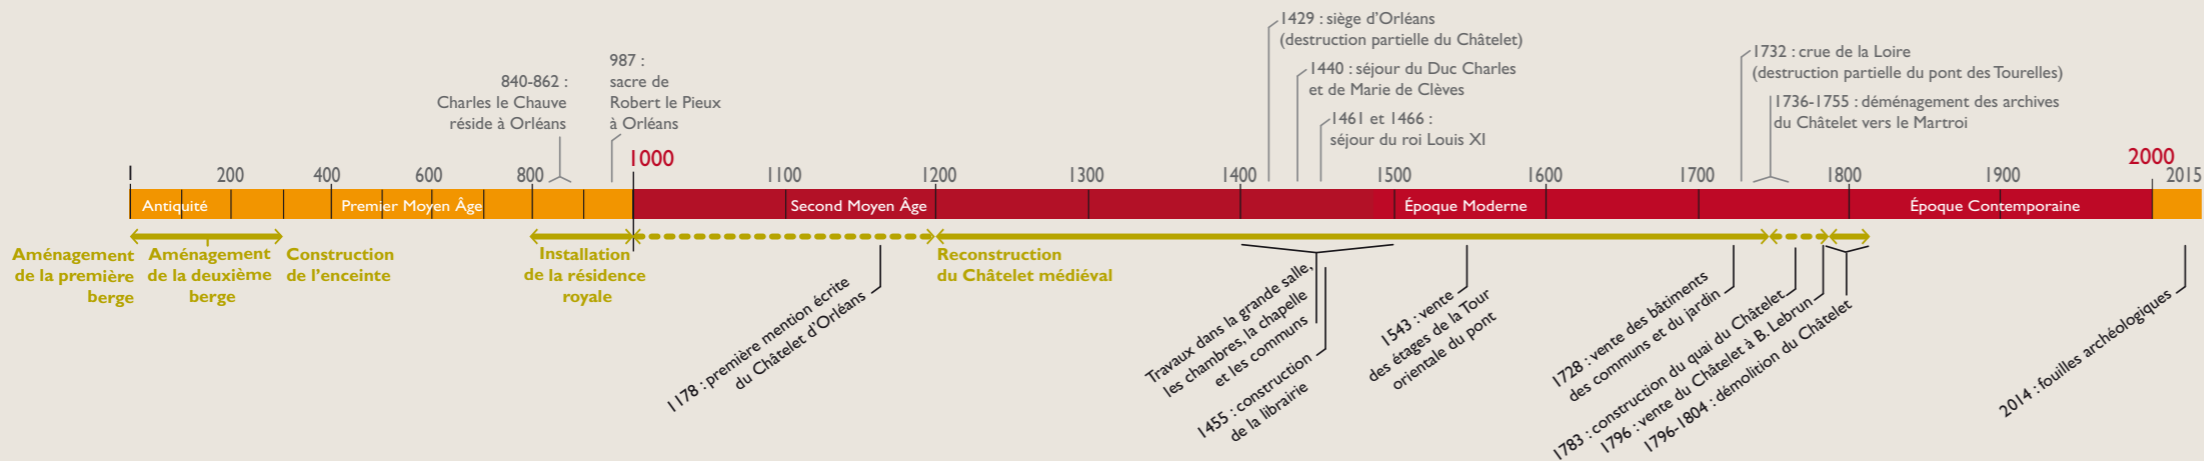 840-862 :
Charles le Chauve
réside à Orléans
987 :
sacre de
Robert le Pieux
à Orléans
1429 : siège d’Orléans
(destruction partielle du Châtelet)
1440 : séjour du Duc Charles
et de Marie de Clèves
1461 et 1466 :
séjour du roi Louis XI
1732 : crue de la Loire
(destruction partielle du pont des Tourelles)
1736-1755 : déménagement des archives
du Châtelet vers le Martroi
1 200 400 600 800 1000 1100 1200 1300 1400 1500 1600 1700 1800 1900 2000 2015
Antiquité Premier Moyen Âge Second Moyen Âge Époque Moderne Époque Contemporaine
Aménagement
de la première
berge
Aménagement
de la deuxième
berge
Construction
de l’enceinte
Installation
de la résidence
royale
Reconstruction
du Châtelet médiéval
1178 : première mention écrite
du Châtelet d’Orléans
Travaux dans la grande salle,
les chambres, la chapelle
et les communs
1455 : construction
de la librairie
1543 : vente
des étages de la Tour
orientale du pont
1728 : vente des bâtiments
des communs et du jardin
1783 : construction du quai du Châtelet
1796 : vente du Châtelet à B. Lebrun
1796-1804 : démolition du Châtelet
2014 : fouilles archéologiques